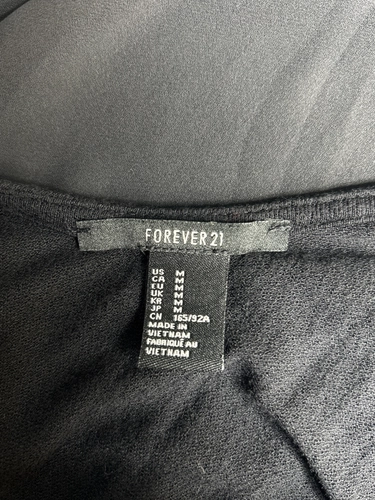 FOREVER 21
US M
CA M
EU M
UK M
KR M
JP M
CN 165/92A
MADE IN
VIETNAM
FABRIQUÉ AU
VIETNAM